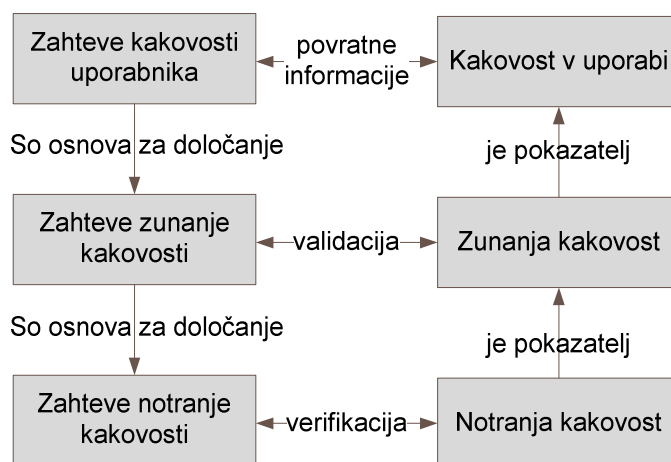 Zahteve kakovosti
uporabnika
povratne
informacije
Kakovost v uporabi
So osnova za določanje
je pokazatelj
Zahteve zunanje
kakovosti
validacija
Zunanja kakovost
So osnova za določanje
je pokazatelj
Zahteve notranje
kakovosti
verifikacija
Notranja kakovost